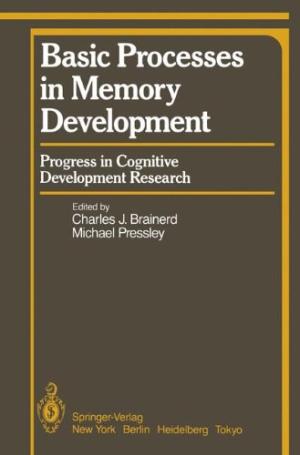 Basic Processes
in Memory
Development
Progress in Cognitive
Development Research
Edited by
Charles J. Brainerd
Michael Pressley
Springer-Verlag
New York Berlin Heidelberg Tokyo